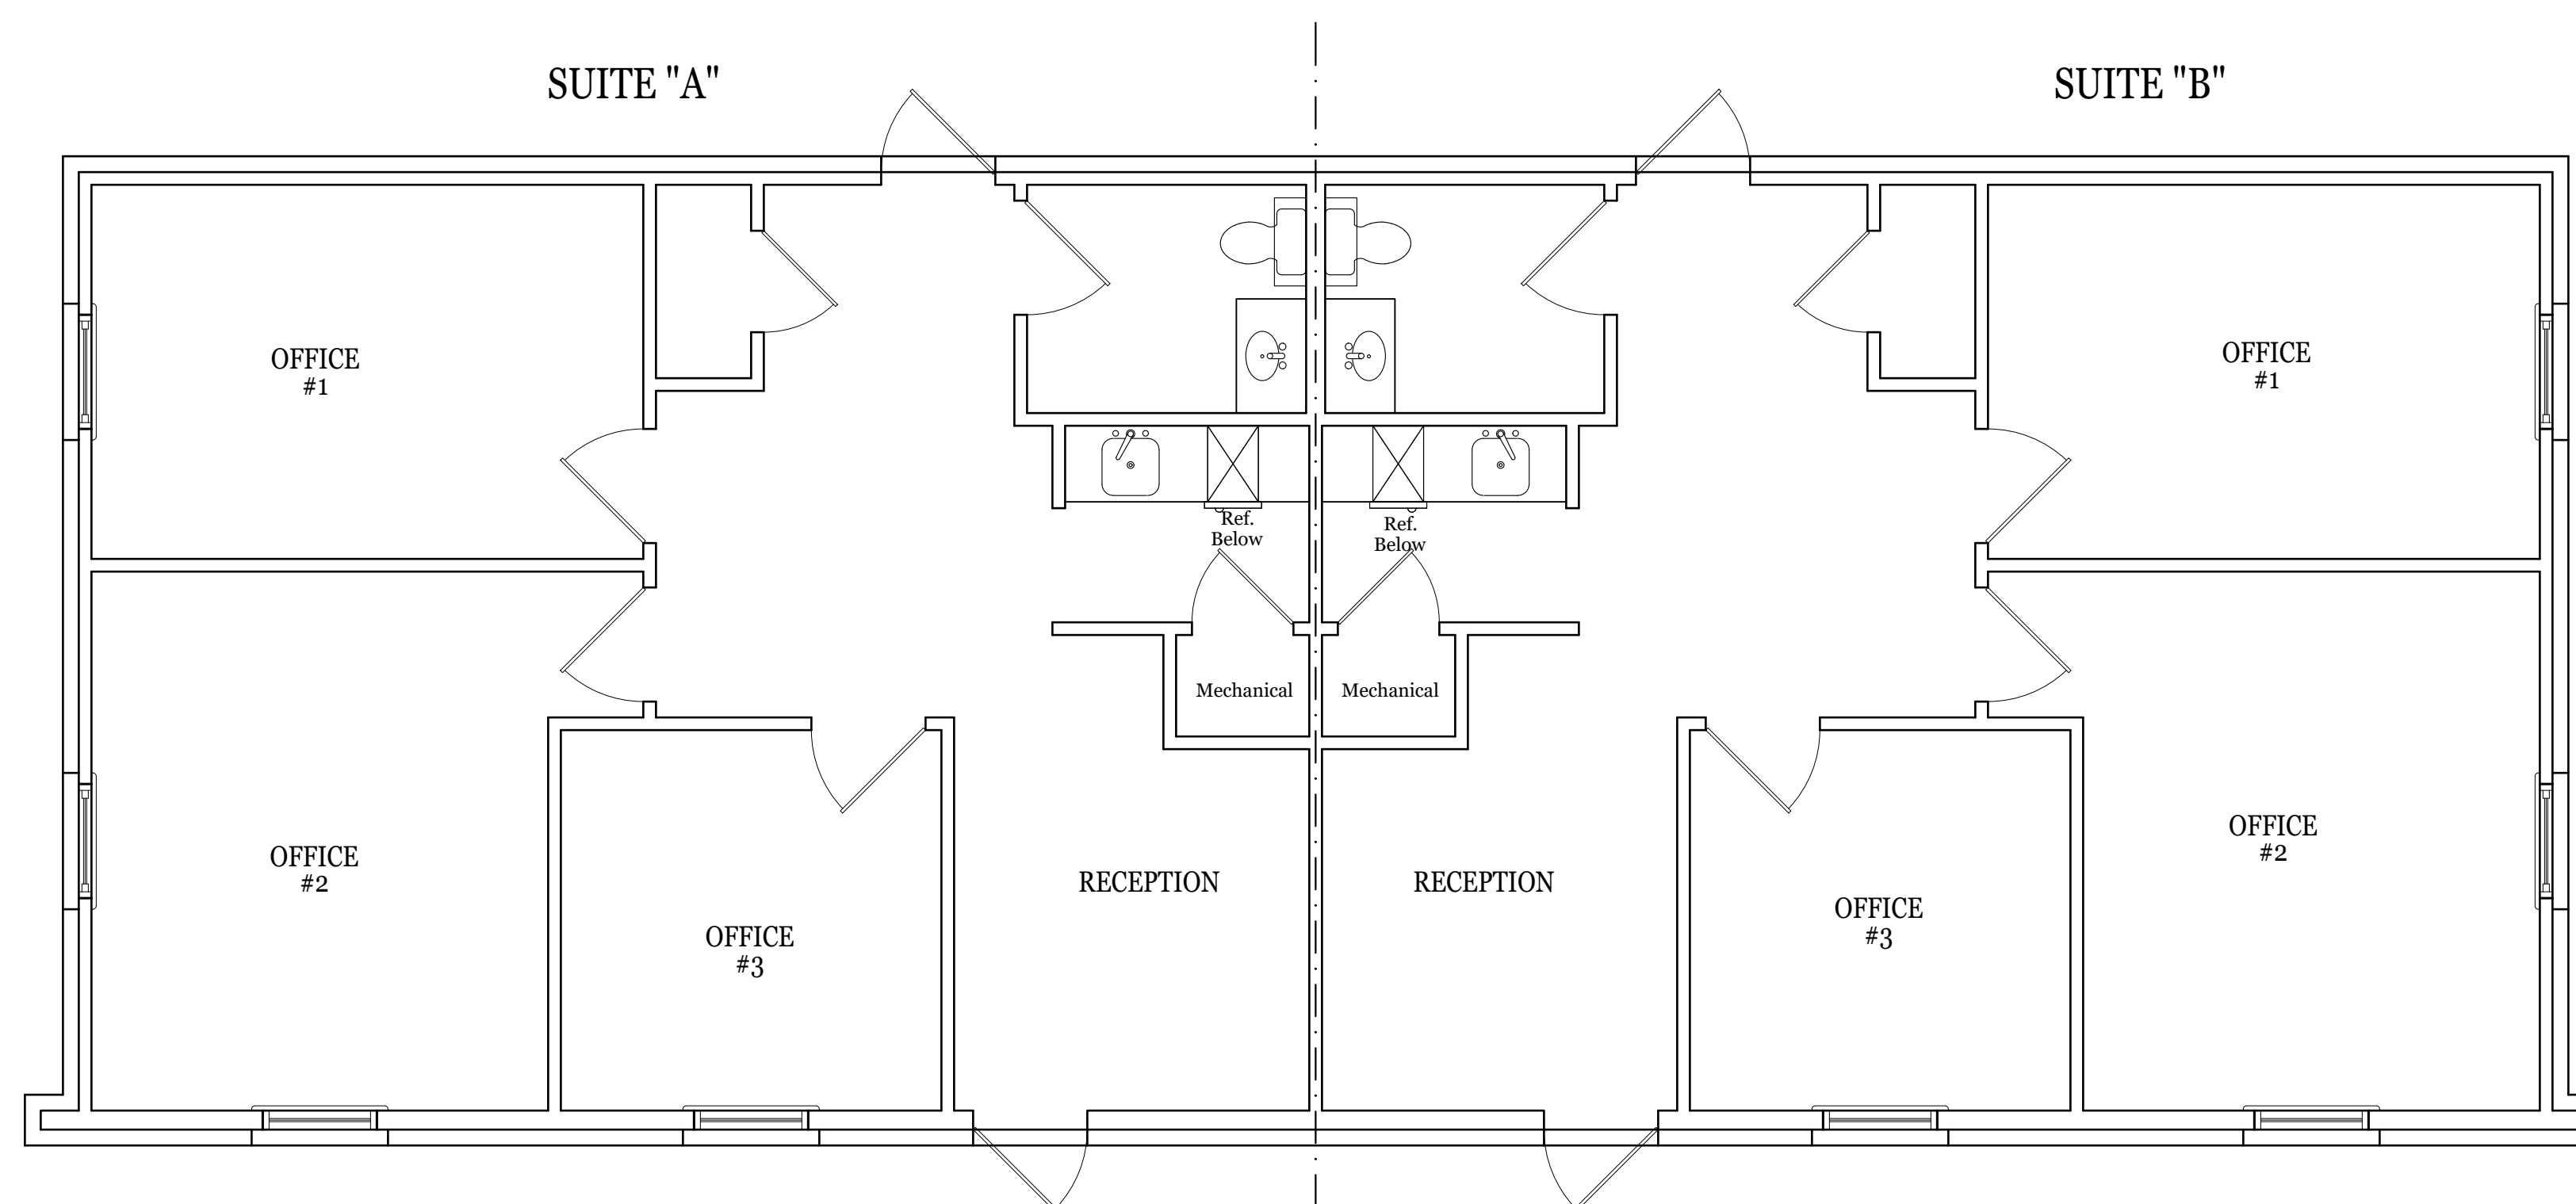 SUITE "A"
SUITE "B"
OFFICE
#1
OFFICE
#1
Ref.
Below
Ref.
Below
Mechanical
Mechanical
OFFICE
#2
OFFICE
#3
RECEPTION
RECEPTION
OFFICE
#3
OFFICE
#2